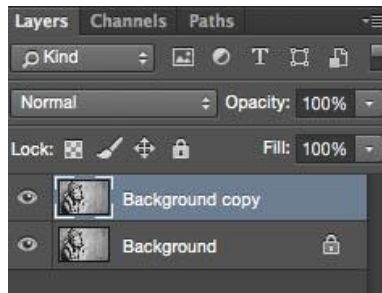 Layers Channels Paths
Kind T
Normal Opacity: 100%
Lock: Fill: 100%
Background copy
Background